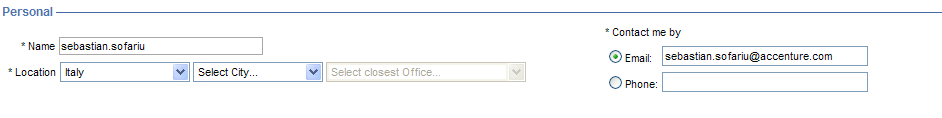 Personal
* Name sebastian.sofariu
* Location Italy Select City... Select closest Office...
* Contact me by
Email: sebastian.sofariu@accenture.com
Phone: